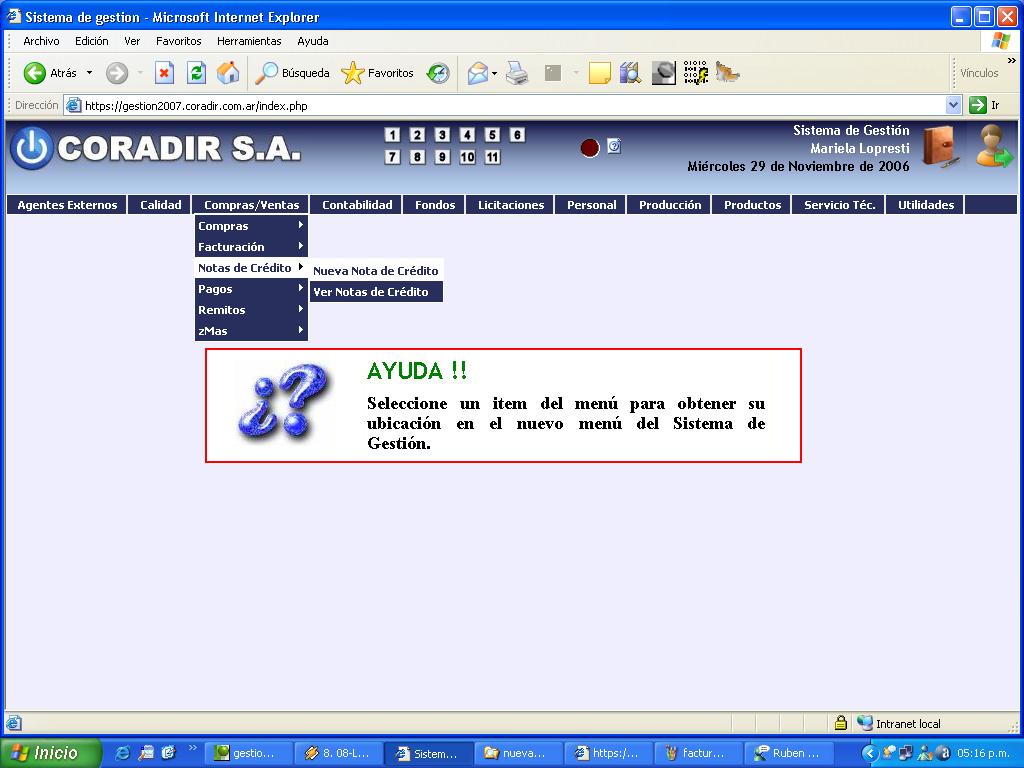 Sistema de gestion - Microsoft Internet Explorer
Archivo Edición Ver Favoritos Herramientas Ayuda
Atrás Búsqueda Favoritos Vínculos »
Dirección https://gestion2007.coradir.com.ar/index.php Ir
CORADIR S.A.
1 2 3 4 5 6
7 8 9 10 11
Sistema de Gestión
Mariela Lopresti
Miércoles 29 de Noviembre de 2006
Agentes Externos Calidad Compras/Ventas Contabilidad Fondos Licitaciones Personal Producción Productos Servicio Téc. Utilidades
Compras
Facturación
Notas de Crédito
Nueva Nota de Crédito
Ver Notas de Crédito
Pagos
Remitos
zMas
AYUDA !!
Seleccione un item del menú para obtener su
ubicación en el nuevo menú del Sistema de
Gestión.
Intranet local
Inicio » gestio... 8. 08-L... Sistem... nueva... https:/... factur... Ruben ... 05:16 p.m.